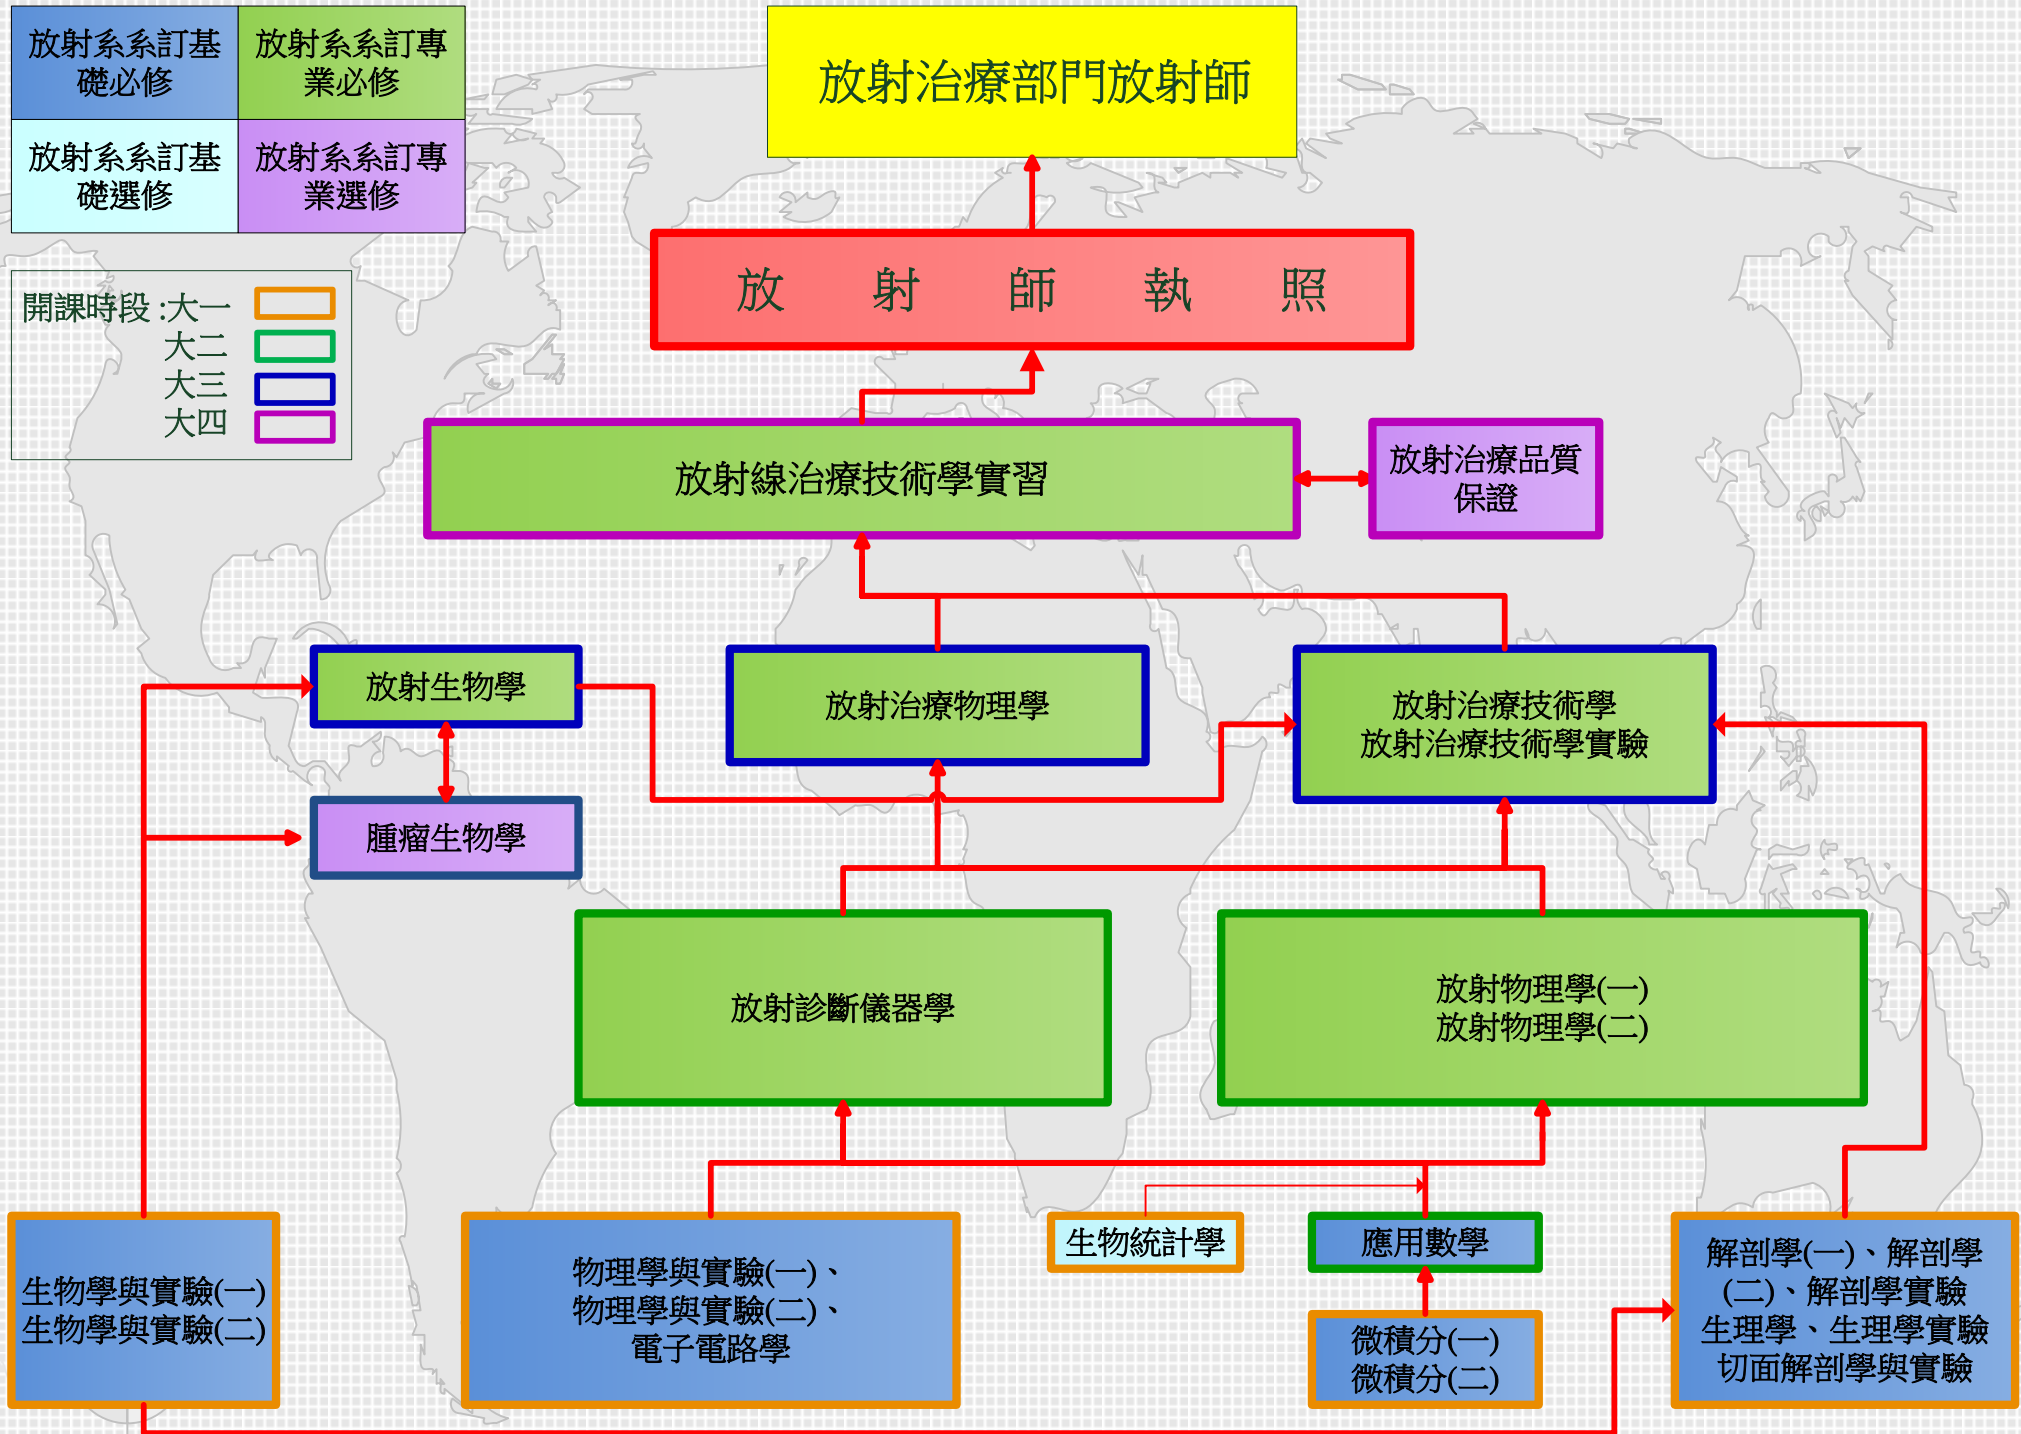 放射系系訂基
礎必修
放射系系訂專
業必修
放射系系訂基
礎選修
放射系系訂專
業選修
放射治療部門放射師
放射師執照
開課時段 :大一
大二
大三
大四
放射線治療技術學實習
放射治療品質
保證
放射生物學
放射治療物理學
放射治療技術學
放射治療技術學實驗
腫瘤生物學
放射診斷儀器學
放射物理學(一)
放射物理學(二)
生物學與實驗(一)
生物學與實驗(二)
物理學與實驗(一)、
物理學與實驗(二)、
電子電路學
生物統計學
應用數學
微積分(一)
微積分(二)
解剖學(一)、解剖學
(二)、解剖學實驗
生理學、生理學實驗
切面解剖學與實驗